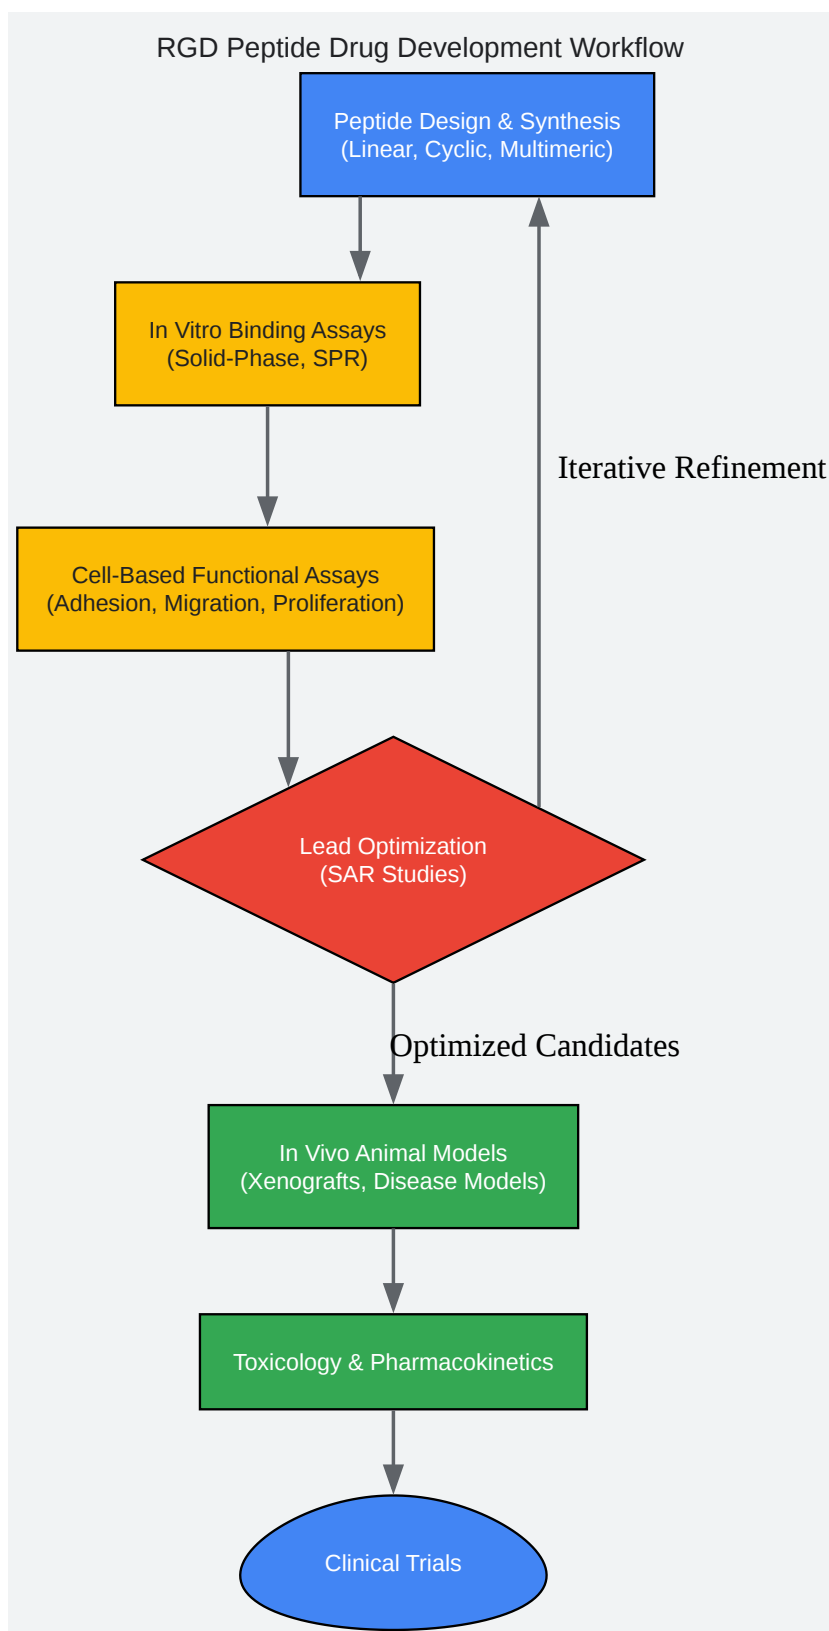 RGD Peptide Drug Development Workflow
Peptide Design & Synthesis
(Linear, Cyclic, Multimeric)
In Vitro Binding Assays
(Solid-Phase, SPR)
Iterative Refinement
Cell-Based Functional Assays
(Adhesion, Migration, Proliferation)
Lead Optimization
(SAR Studies)
Optimized Candidates
In Vivo Animal Models
(Xenografts, Disease Models)
Toxicology & Pharmacokinetics
Clinical Trials